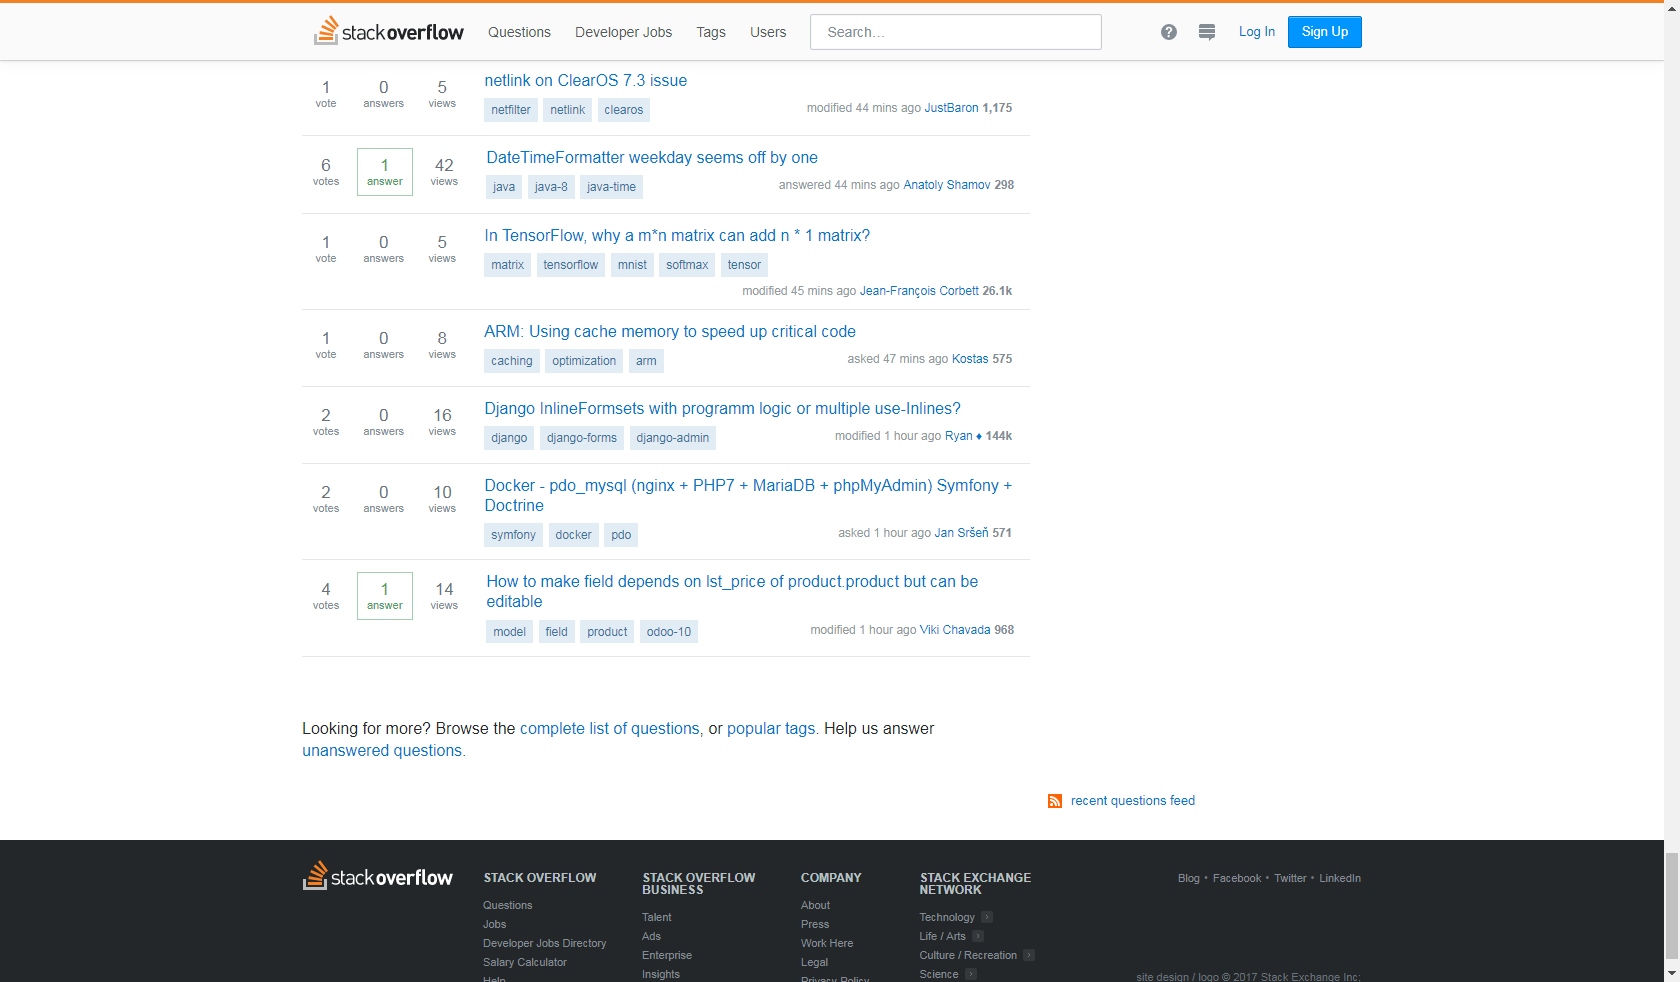 stack overflow Questions Developer Jobs Tags Users Search... Log In Sign Up
1 0 5 netlink on ClearOS 7.3 issue
vote answers views netfilter netlink clearos modified 44 mins ago JustBaron 1,175
6 1 42 DateTimeFormatter weekday seems off by one
votes answer views java java-8 java-time answered 44 mins ago Anatoly Shamov 298
1 0 5 In TensorFlow, why a m*n matrix can add n * 1 matrix?
vote answers views matrix tensorflow mnist softmax tensor
modified 45 mins ago Jean-François Corbett 26.1k
1 0 8 ARM: Using cache memory to speed up critical code
vote answers views caching optimization arm asked 47 mins ago Kostas 575
2 0 16 Django InlineFormsets with programm logic or multiple use-Inlines?
votes answers views django django-forms django-admin modified 1 hour ago Ryan ♦ 144k
2 0 10 Docker - pdo_mysql (nginx + PHP7 + MariaDB + phpMyAdmin) Symfony +
votes answers views Doctrine
symfony docker pdo asked 1 hour ago Jan Sršeň 571
4 1 14 How to make field depends on lst_price of product.product but can be
votes answer views editable
model field product odoo-10 modified 1 hour ago Viki Chavada 968
Looking for more? Browse the complete list of questions, or popular tags. Help us answer
unanswered questions.
recent questions feed
stack overflow
STACK OVERFLOW
Questions
Jobs
Developer Jobs Directory
Salary Calculator
Help
STACK OVERFLOW
BUSINESS
Talent
Ads
Enterprise
Insights
COMPANY
About
Press
Work Here
Legal
Privacy Policy
STACK EXCHANGE
NETWORK
Technology
Life / Arts
Culture / Recreation
Science
Blog • Facebook • Twitter • LinkedIn
site design / logo © 2017 Stack Exchange Inc;